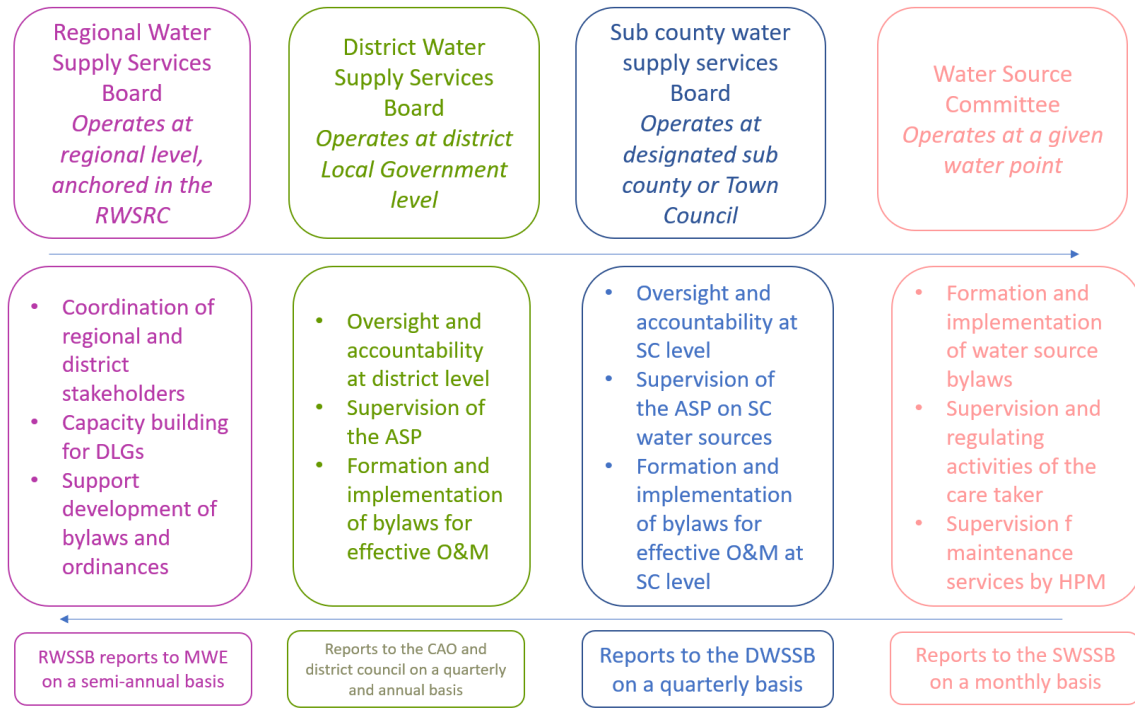 Regional Water
Supply Services
Board
Operates at
regional level,
anchored in the
RWSRC
District Water
Supply Services
Board
Operates at district
Local Government
level
Sub county water
supply services
Board
Operates at
designated sub
county or Town
Council
Water Source
Committee
Operates at a given
water point
• Coordination of
regional and
district
stakeholders
• Capacity building
for DLGs
• Support
development of
bylaws and
ordinances
• Oversight and
accountability
at district level
• Supervision of
the ASP
• Formation and
implementation
of bylaws for
effective O&M
• Oversight and
accountability at
SC level
• Supervision of
the ASP on SC
water sources
• Formation and
implementation
of bylaws for
effective O&M at
SC level
• Formation and
implementation
of water source
bylaws
• Supervision and
regulating
activities of the
care taker
• Supervision f
maintenance
services by HPM
RWSSB reports to MWE
on a semi-annual basis
Reports to the CAO and
district council on a quarterly
and annual basis
Reports to the DWSSB
on a quarterly basis
Reports to the SWSSB
on a monthly basis